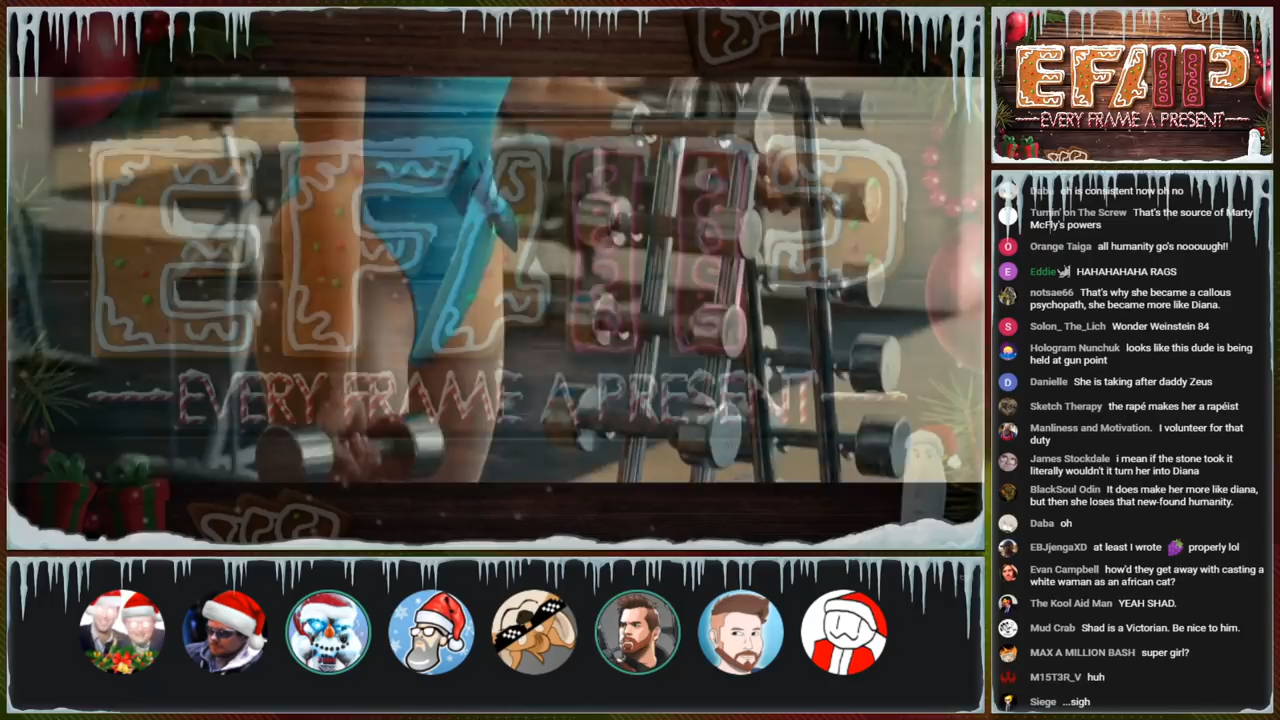 EFAP
EVERY FRAME A PRESENT
EFAP
EVERY FRAME A PRESENT
Daba oh is consistent now oh no
Turnin' on The Screw That's the source of Marty
McFly's powers
O Orange Taiga all humanity go's nooouugh!!
E Eddie HAHAHAHAHA RAGS
notsae66 That's why she became a callous
psychopath, she became more like Diana.
S Solon_ The_Lich Wonder Weinstein 84
Hologram Nunchuk looks like this dude is being
held at gun point
D Danielle She is taking after daddy Zeus
Sketch Therapy the rapé makes her a rapéist
Manliness and Motivation. I volunteer for that
duty
James Stockdale i mean if the stone took it
literally wouldn't it turn her into Diana
BlackSoul Odin It does make her more like diana,
but then she loses that new-found humanity.
Daba oh
EBJjengaXD at least I wrote 🍇 properly lol
Evan Campbell how'd they get away with casting a
white waman as an african cat?
The Kool Aid Man YEAH SHAD.
Mud Crab Shad is a Victorian. Be nice to him.
MAX A MILLION BASH super girl?
M15T3R_V huh
Siege ...sigh